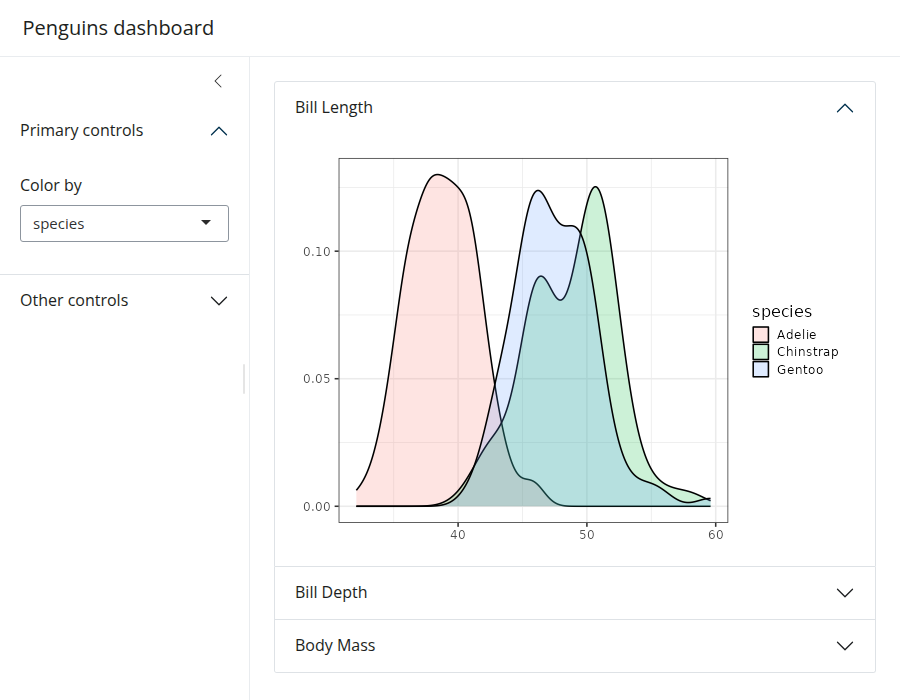 Penguins dashboard
Primary controls
Color by
species
Other controls
Bill Length
0.10
0.05
0.00
40 50 60
species
Adelie
Chinstrap
Gentoo
Bill Depth
Body Mass